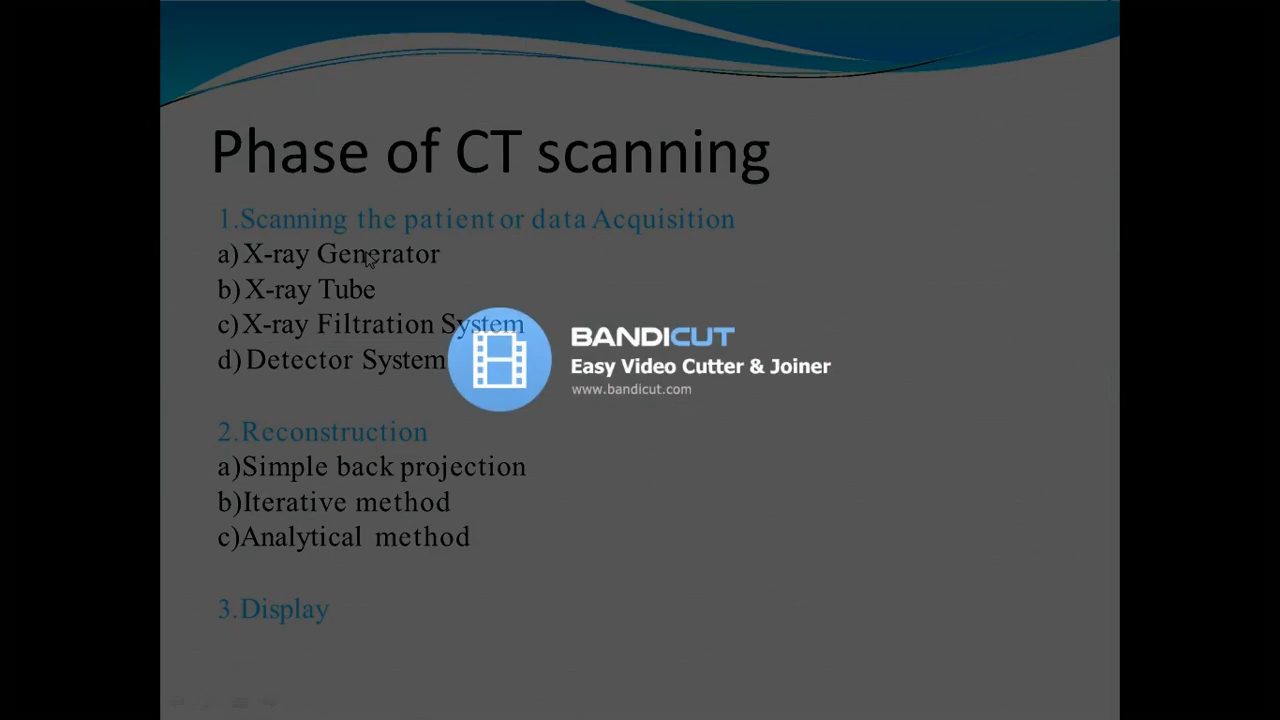 Phase of CT scanning
1.Scanning the patient or data Acquisition
a) X-ray Generator
b) X-ray Tube
c) X-ray Filtration System
d) Detector System
BANDICUT
Easy Video Cutter & Joiner
www.bandicut.com
2.Reconstruction
a)Simple back projection
b)Iterative method
c)Analytical method
3.Display